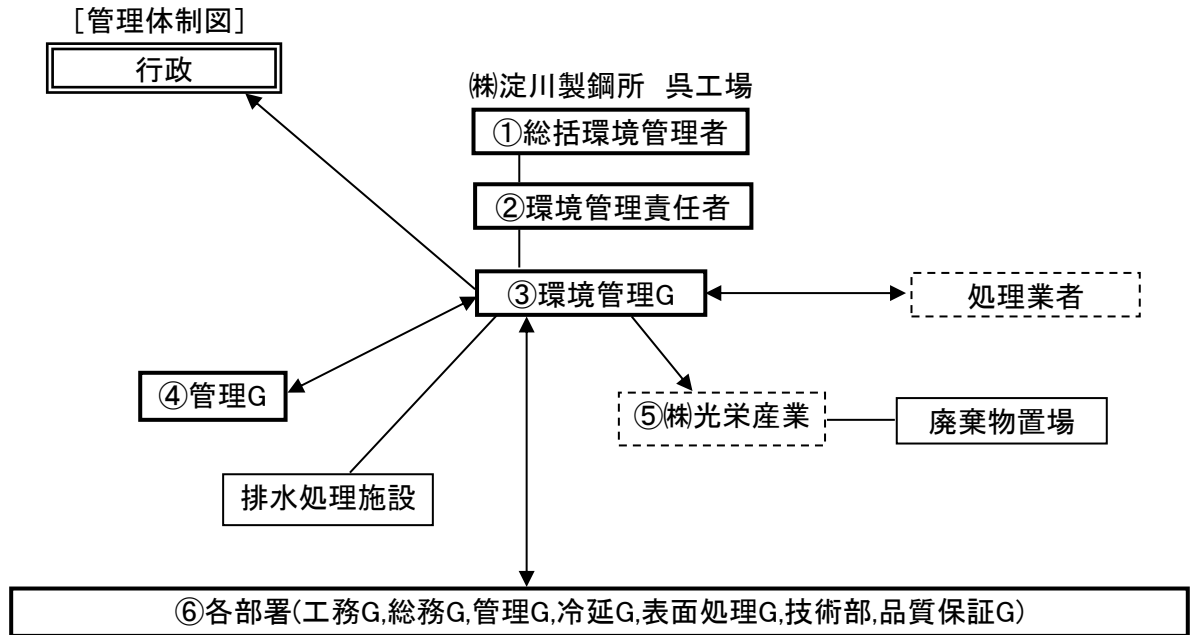 [管理体制図]
行政
㈱淀川製鋼所 呉工場
①総括環境管理者
②環境管理責任者
③環境管理G
処理業者
④管理G
⑤㈱光栄産業
廃棄物置場
排水処理施設
⑥各部署(工務G,総務G,管理G,冷延G,表面処理G,技術部,品質保証G)